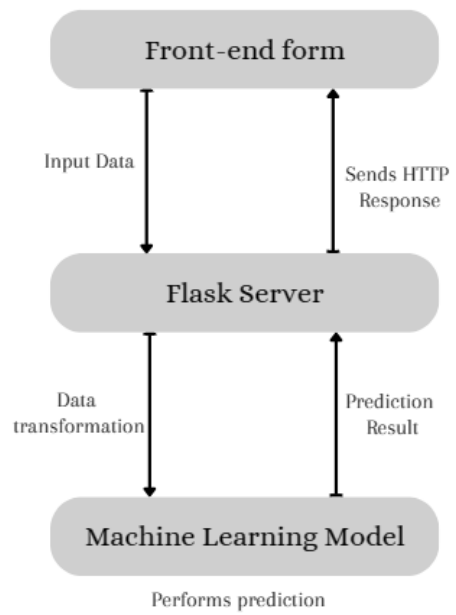 Front-end form
Input Data
Sends HTTP
Response
Flask Server
Data
transformation
Prediction
Result
Machine Learning Model
Performs prediction